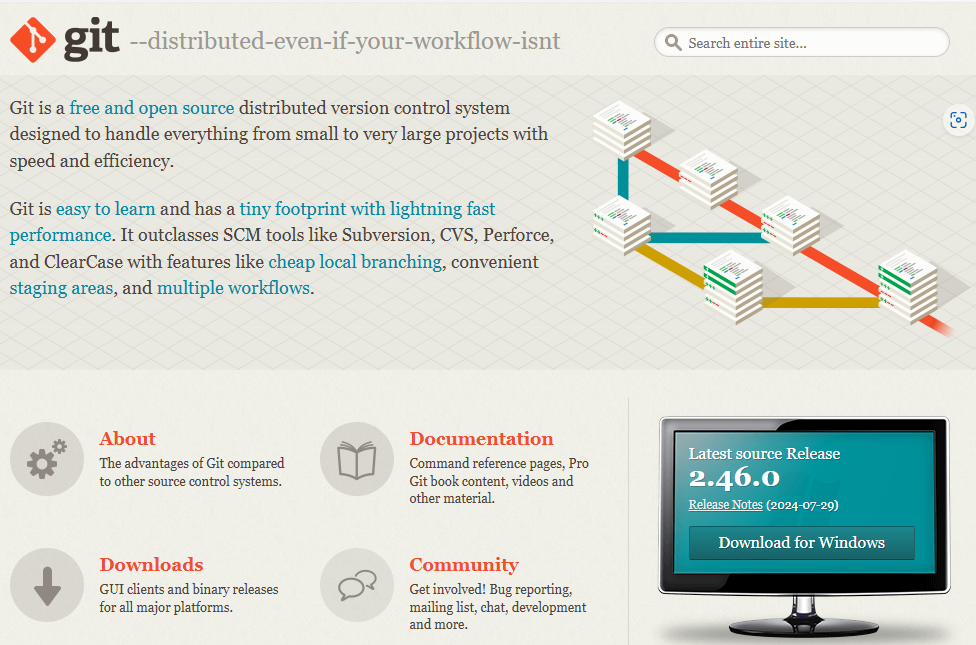 git --distributed-even-if-your-workflow-isnt
Search entire site...
Git is a free and open source distributed version control system
designed to handle everything from small to very large projects with
speed and efficiency.
Git is easy to learn and has a tiny footprint with lightning fast
performance. It outclasses SCM tools like Subversion, CVS, Perforce,
and ClearCase with features like cheap local branching, convenient
staging areas, and multiple workflows.
About
The advantages of Git compared
to other source control systems.
Documentation
Command reference pages, Pro
Git book content, videos and
other material.
Downloads
GUI clients and binary releases
for all major platforms.
Community
Get involved! Bug reporting,
mailing list, chat, development
and more.
Latest source Release
2.46.0
Release Notes (2024-07-29)
Download for Windows